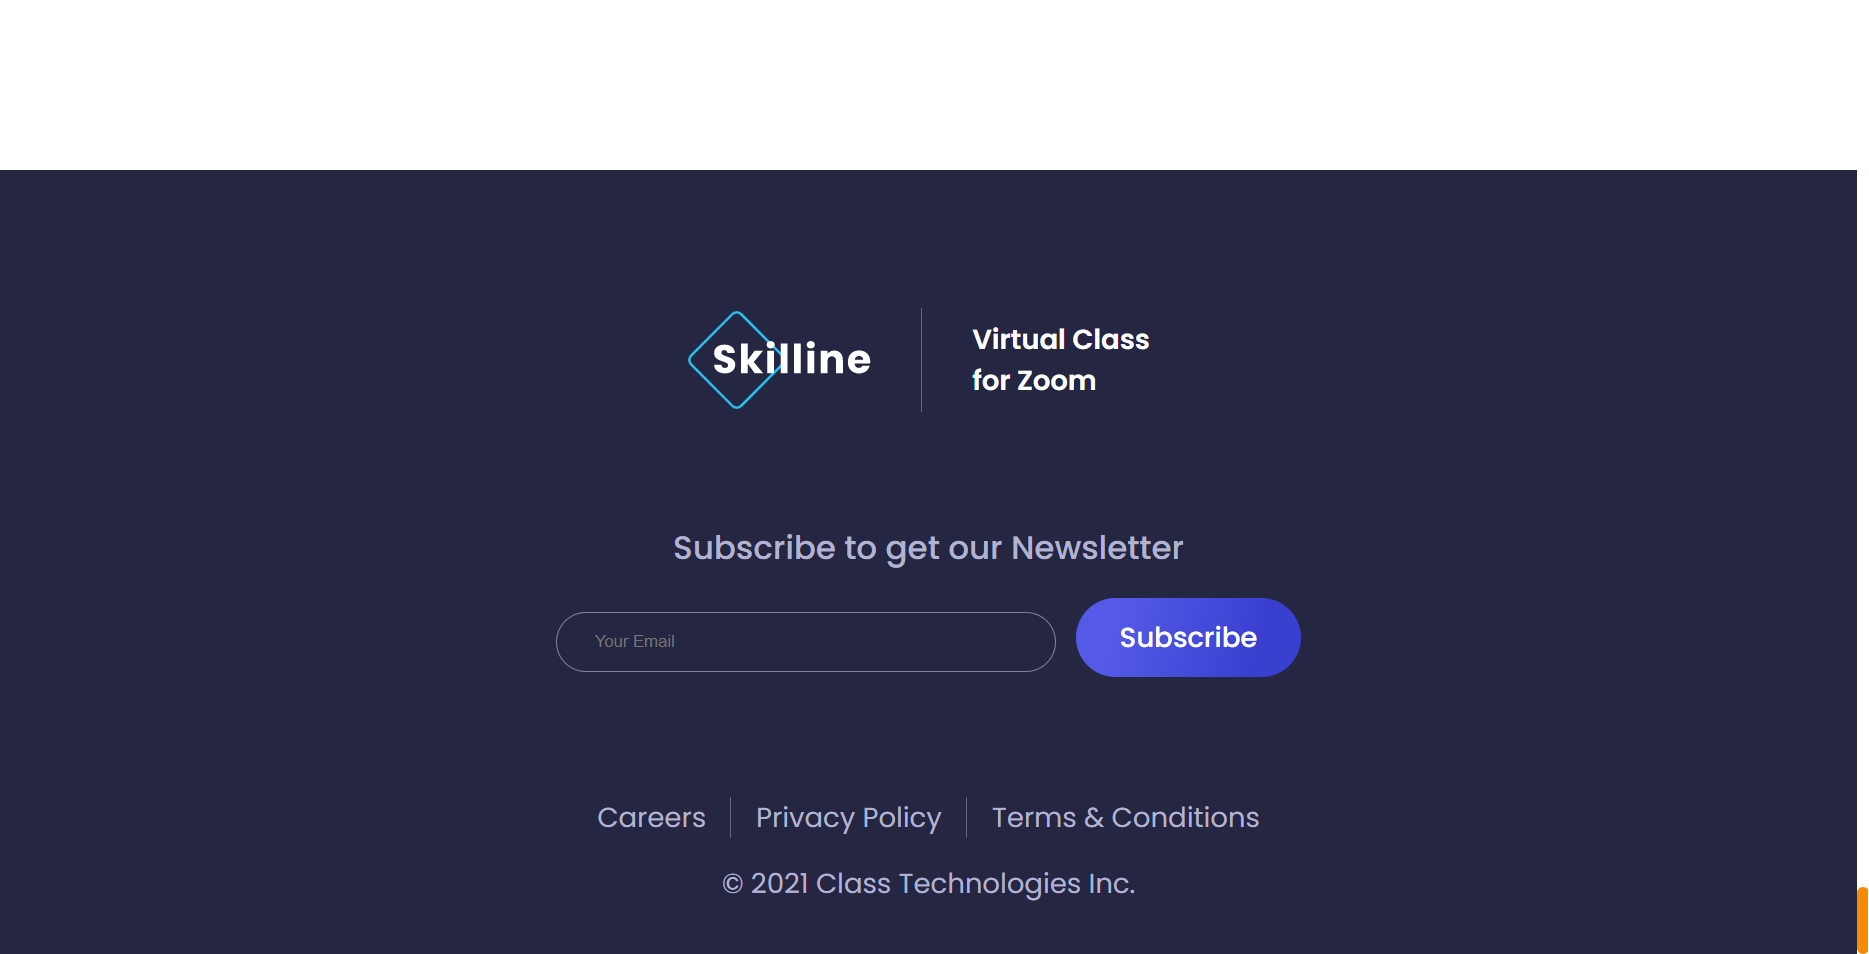 Skilline
Virtual Class
for Zoom
Subscribe to get our Newsletter
Your Email
Subscribe
Careers
Privacy Policy
Terms & Conditions
© 2021 Class Technologies Inc.